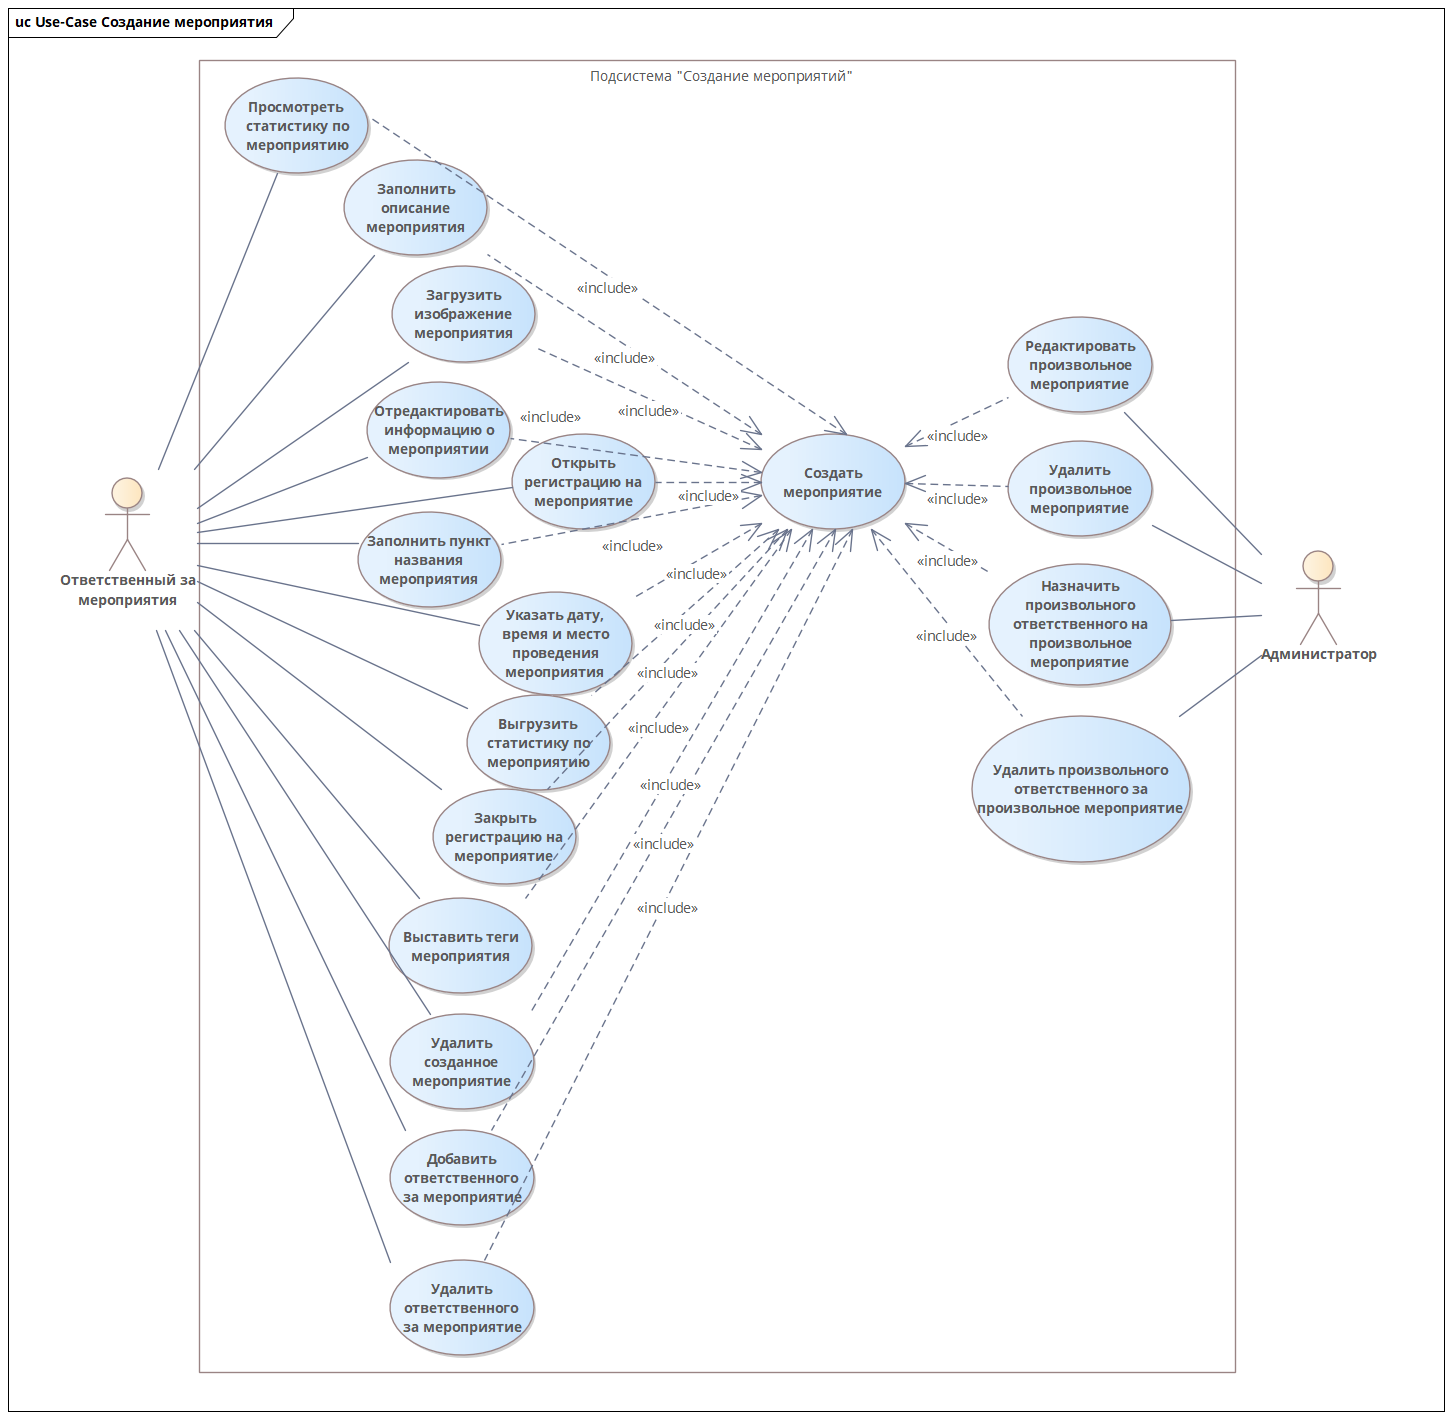 uc Use-Case Создание мероприятия
Подсистема "Создание мероприятий"
Просмотреть
статистику по
мероприятию
Заполнить
описание
мероприятия
Загрузить
изображение
мероприятия
Отредактировать
информацию о
мероприятии
Открыть
регистрацию на
мероприятие
Заполнить пункт
названия
мероприятия
Указать дату,
время и место
проведения
мероприятия
Выгрузить
статистику по
мероприятию
Закрыть
регистрацию на
мероприятие
Выставить теги
мероприятия
Удалить
созданное
мероприятие
Добавить
ответственного
за мероприятие
Удалить
ответственного
за мероприятие
Ответственный за
мероприятия
«include»
«include»
«include»
«include»
«include»
«include»
«include»
«include»
«include»
«include»
«include»
«include»
«include»
Создать
мероприятие
«include»
«include»
«include»
«include»
Редактировать
произвольное
мероприятие
Удалить
произвольное
мероприятие
Назначить
произвольного
ответственного на
произвольное
мероприятие
Удалить произвольного
ответственного за
произвольное мероприятие
Администратор